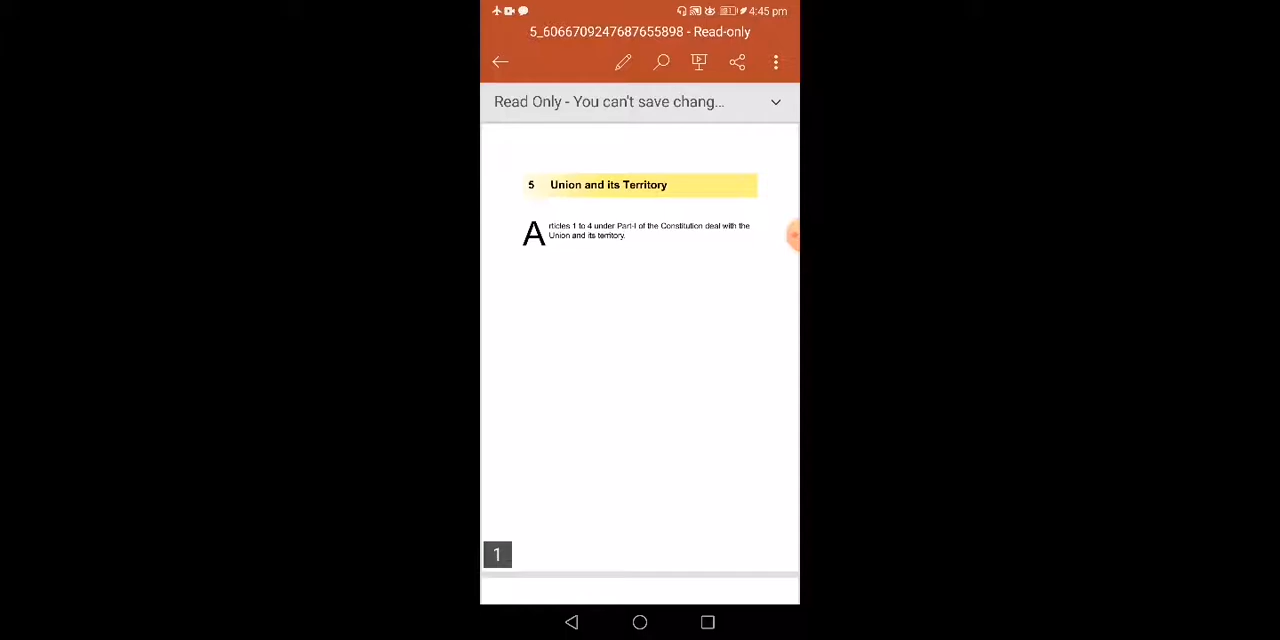 4:45 pm
5_6066709247687655898 - Read-only
Read Only - You can't save chang...
5 Union and its Territory
Articles 1 to 4 under Part-I of the Constitution deal with the
Union and its territory.
1